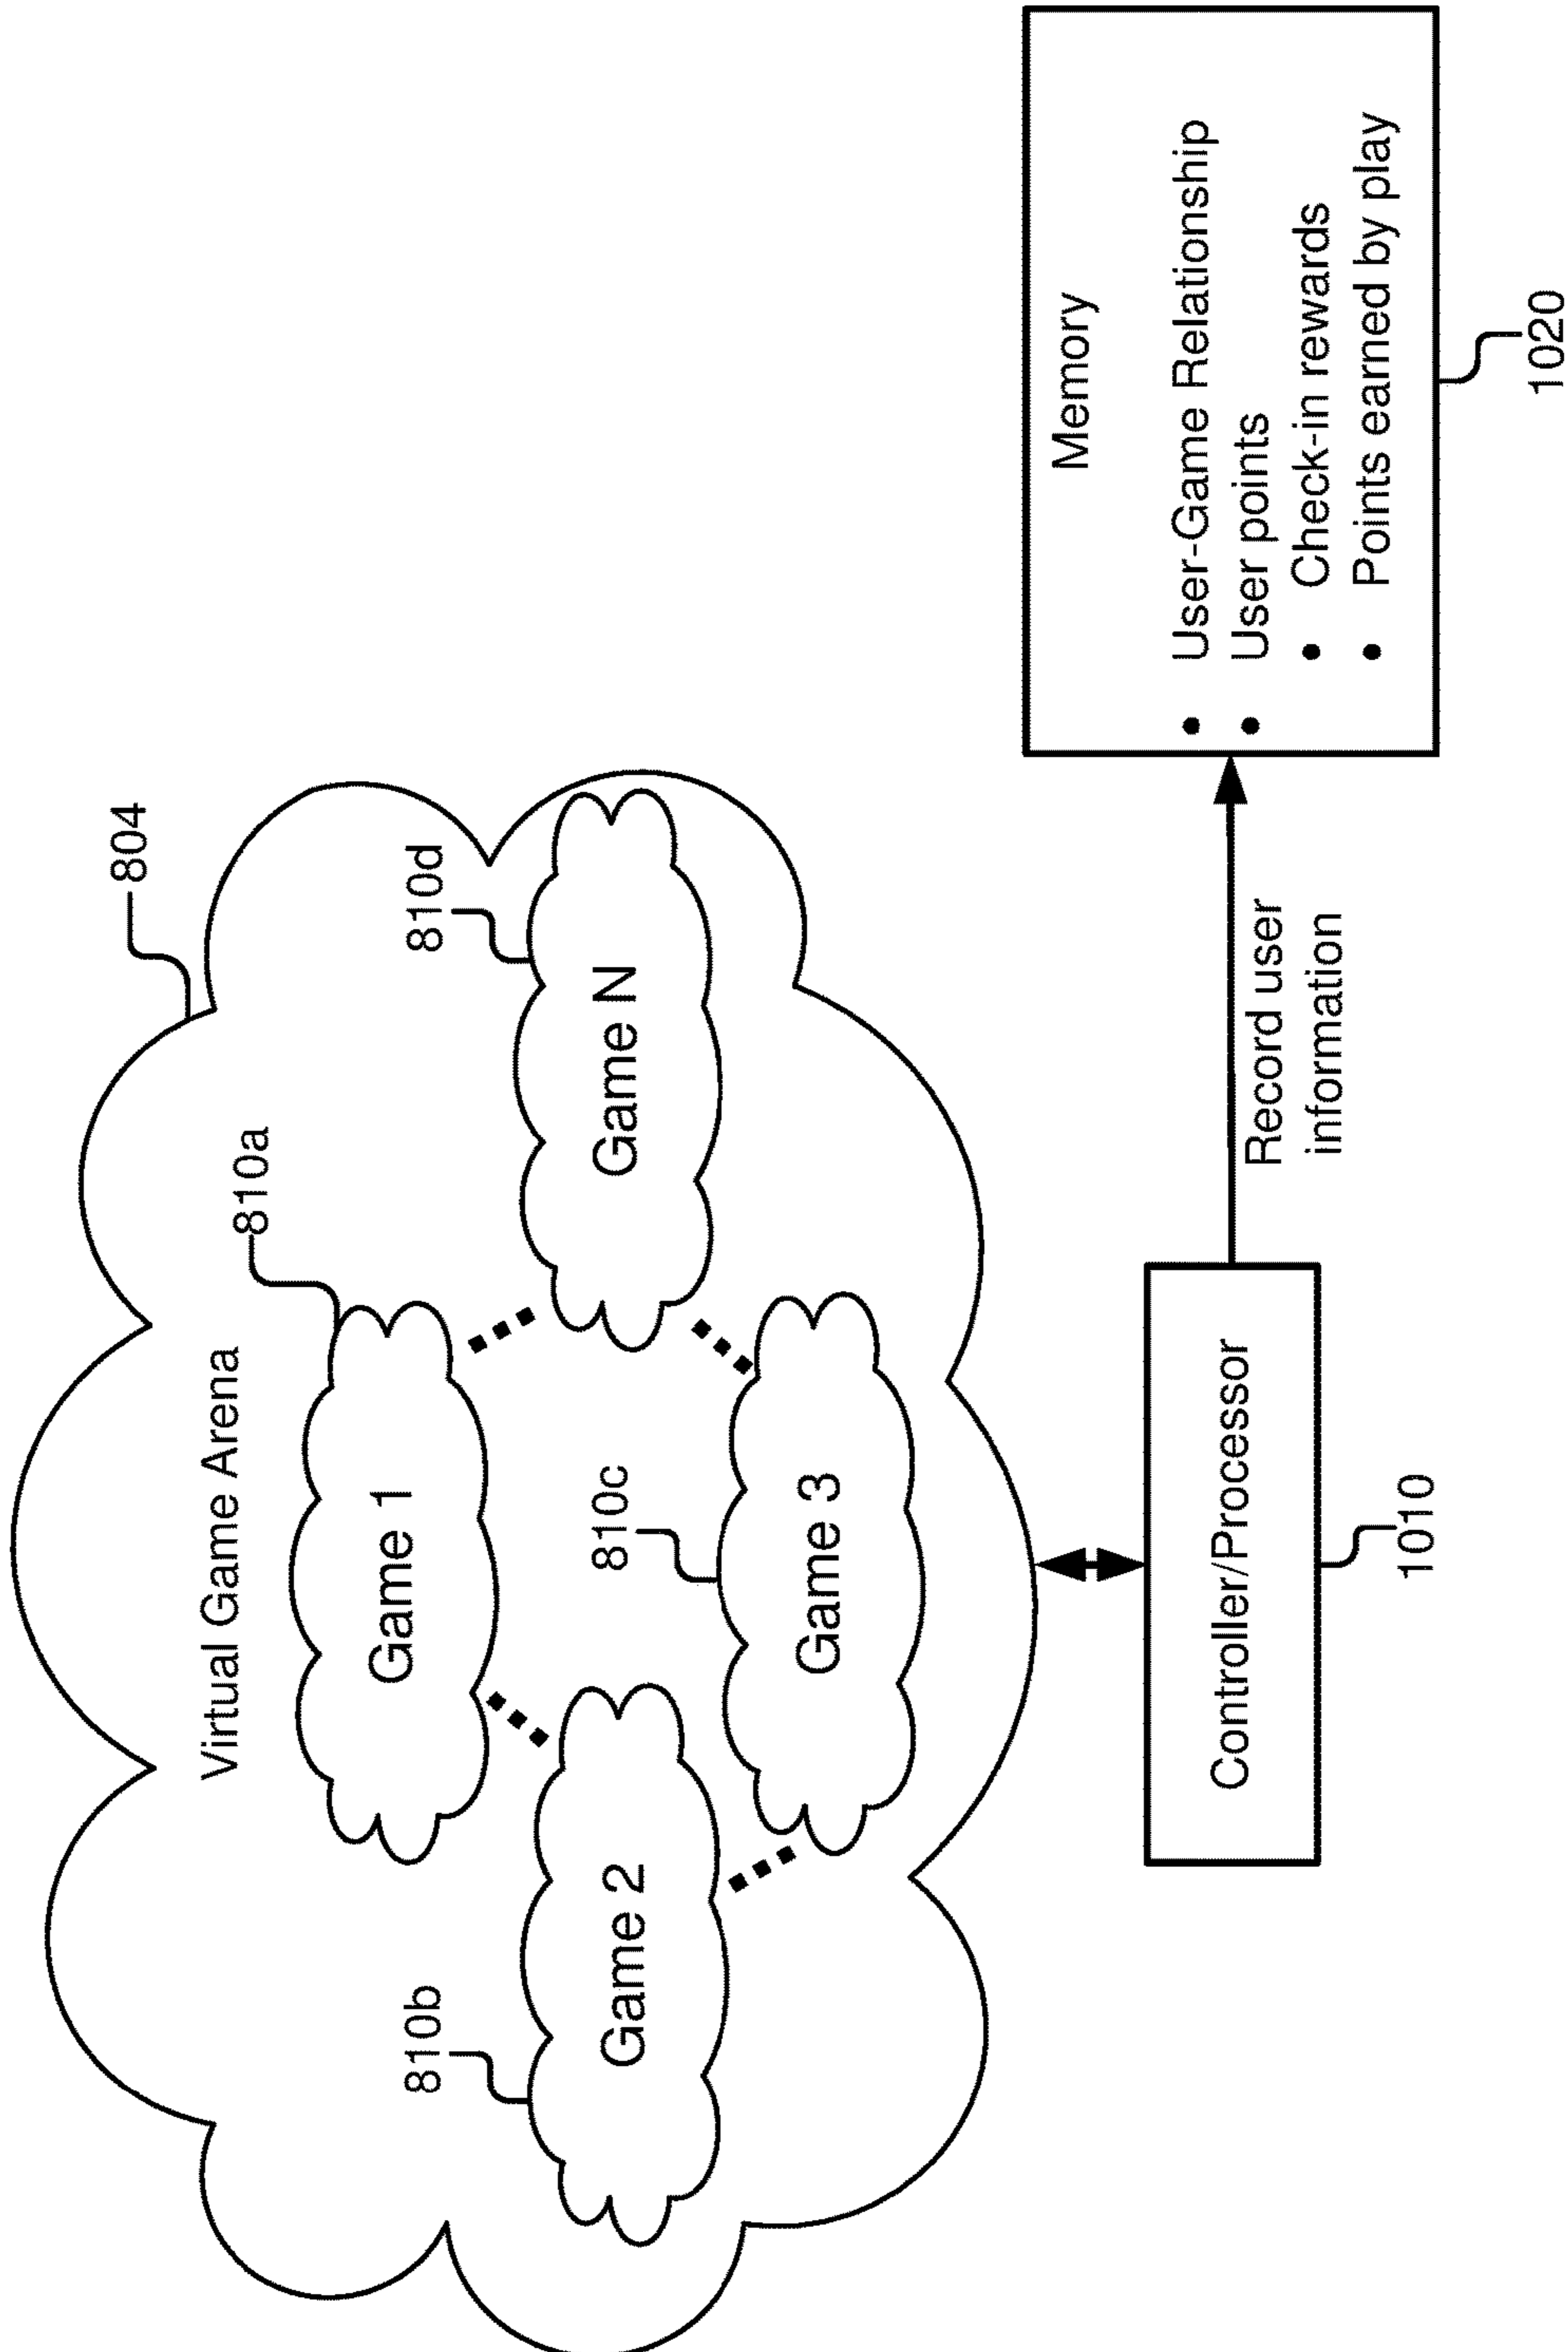 804
Virtual Game Arena
810a
Game 1
810b
810d
Game 2
Game N
810c
Game 3
Controller/Processor
1010
Record user
information
Memory
• User-Game Relationship
• User points
• Check-in rewards
• Points earned by play
1020